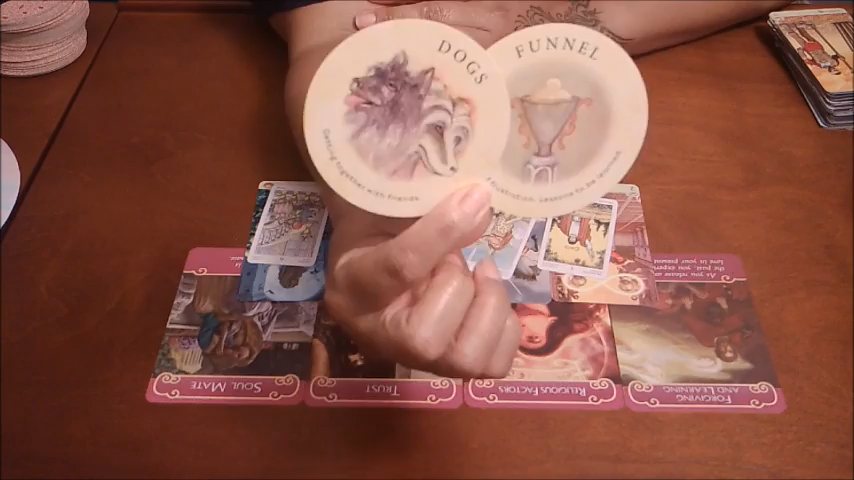 DOGS
Getting together with friends
FUNNEL
Frustration. Lessons to be learned
As you release
the past, you experience
love in your present
SOUL MATE
TRUST
RELIGIOUS FACTORS
FORGIVING
AND LEARNING